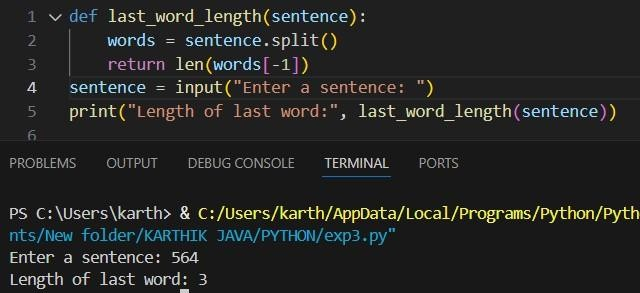 1 def last_word_length(sentence):
2 words = sentence.split()
3 return len(words[-1])
4 sentence = input("Enter a sentence: ")
5 print("Length of last word:", last_word_length(sentence))
6
PROBLEMS OUTPUT DEBUG CONSOLE TERMINAL PORTS
PS C:\Users\karth> & C:/Users/karth/AppData/Local/Programs/Python/Pyth
nts/New folder/KARTHIK JAVA/PYTHON/exp3.py"
Enter a sentence: 564
Length of last word: 3